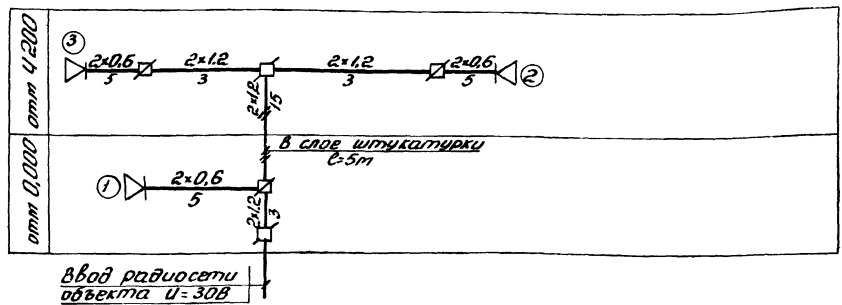 отм 4200
3
2×0,6
5
2×1.2
3
2×1,2
3
2×0,6
5
2
2×1,2
15
отм 0,000
В слое штукатурки
ℓ=5м
1
2×0,6
5
2×1.2
3
Ввод радиосети
объекта U=30В